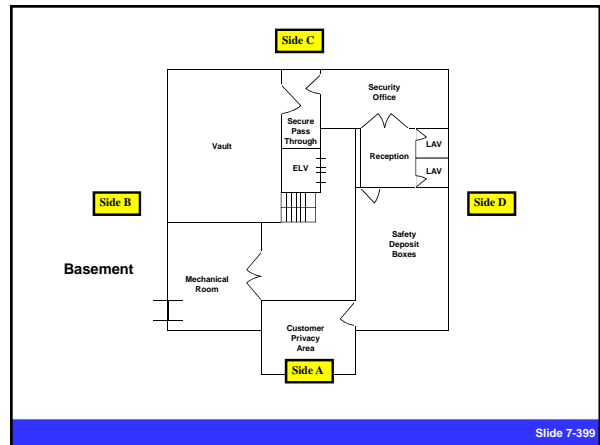 Side C
Security
Office
Secure
Pass
Through
Vault
LAV
Reception
ELV
LAV
Side B
Side D
Safety
Deposit
Boxes
Basement
Mechanical
Room
Customer
Privacy
Area
Side A
Slide 7-399